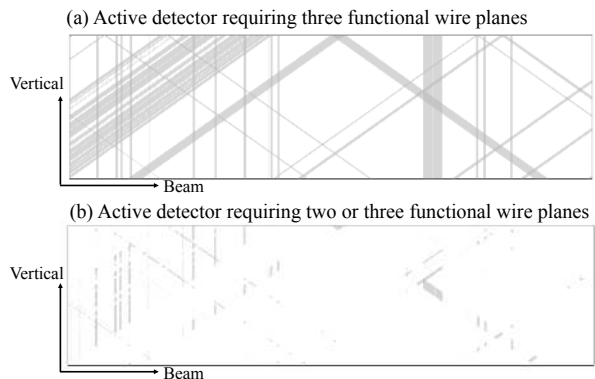 (a) Active detector requiring three functional wire planes
Vertical
Beam
(b) Active detector requiring two or three functional wire planes
Vertical
Beam